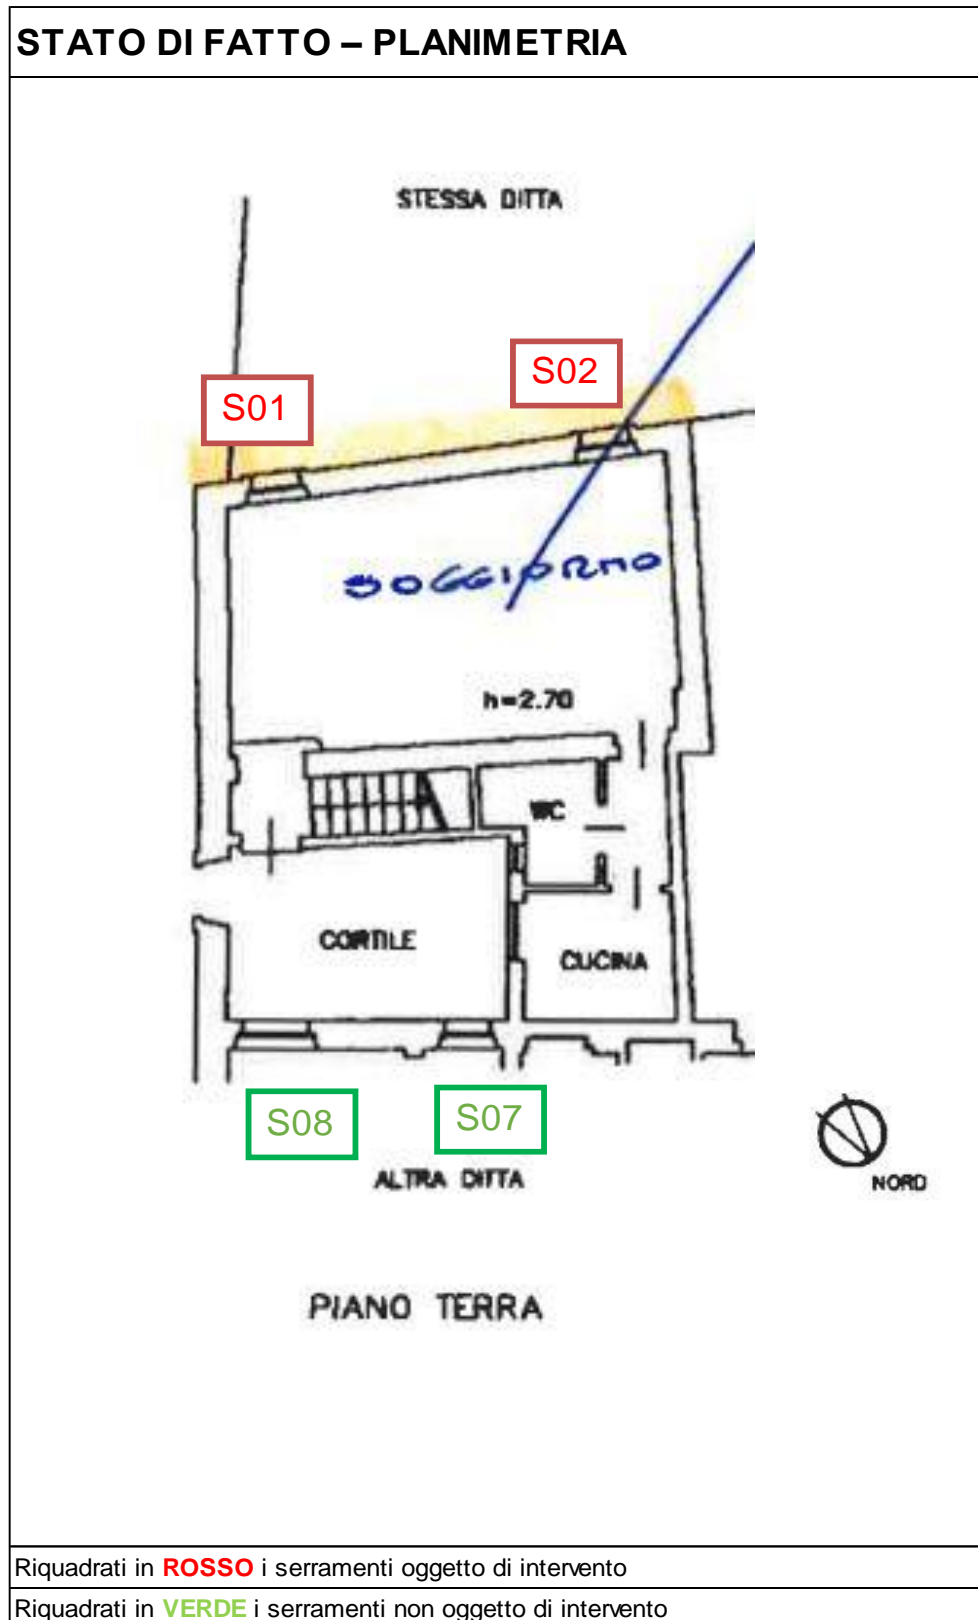 STATO DI FATTO – PLANIMETRIA
STESSA DITTA
S02
S01
SOGGIORNO
h=2.70
WC
CORTILE
CUCINA
S08
S07
ALTRA DITTA
NORD
PIANO TERRA
Riquadrati in ROSSO i serramenti oggetto di intervento
Riquadrati in VERDE i serramenti non oggetto di intervento